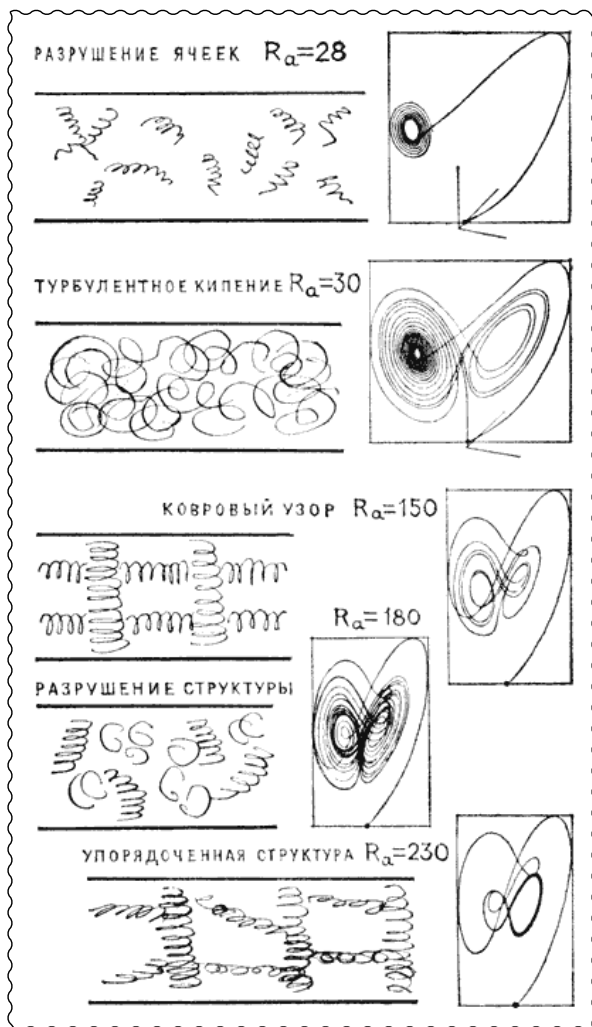 РАЗРУШЕНИЕ ЯЧЕЕК Ra=28
ТУРБУЛЕНТНОЕ КИПЕНИЕ Ra=30
КОВРОВЫЙ УЗОР Ra=150
Ra=180
РАЗРУШЕНИЕ СТРУКТУРЫ
УПОРЯДОЧЕННАЯ СТРУКТУРА Ra=230